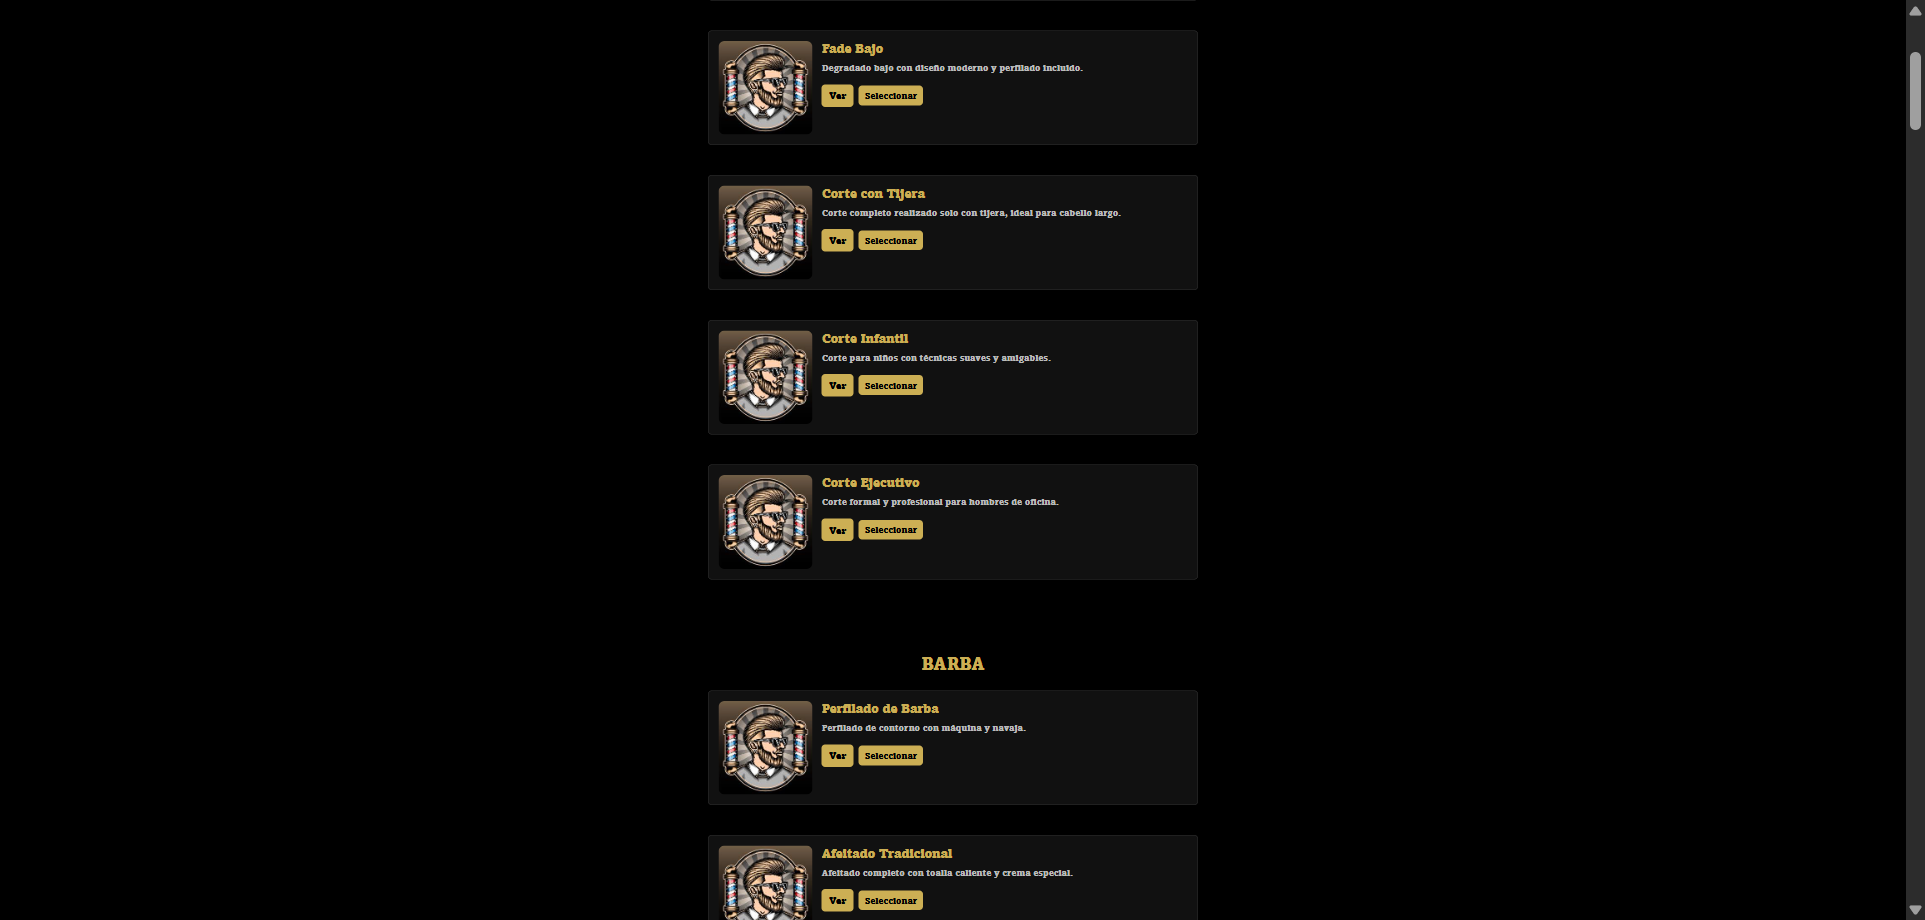 Fade Bajo
Degradado bajo con diseño moderno y perfilado incluido.
Ver Seleccionar
Corte con Tijera
Corte completo realizado solo con tijera, ideal para cabello largo.
Ver Seleccionar
Corte Infantil
Corte para niños con técnicas suaves y amigables.
Ver Seleccionar
Corte Ejecutivo
Corte formal y profesional para hombres de oficina.
Ver Seleccionar
BARBA
Perfilado de Barba
Perfilado de contorno con máquina y navaja.
Ver Seleccionar
Afeitado Tradicional
Afeitado completo con toalla caliente y crema especial.
Ver Seleccionar